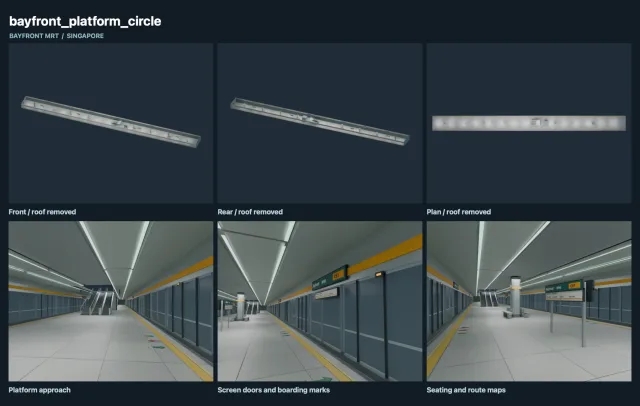 bayfront_platform_circle
BAYFRONT MRT / SINGAPORE
Front / roof removed
Rear / roof removed
Plan / roof removed
Platform approach
Screen doors and boarding marks
Seating and route maps